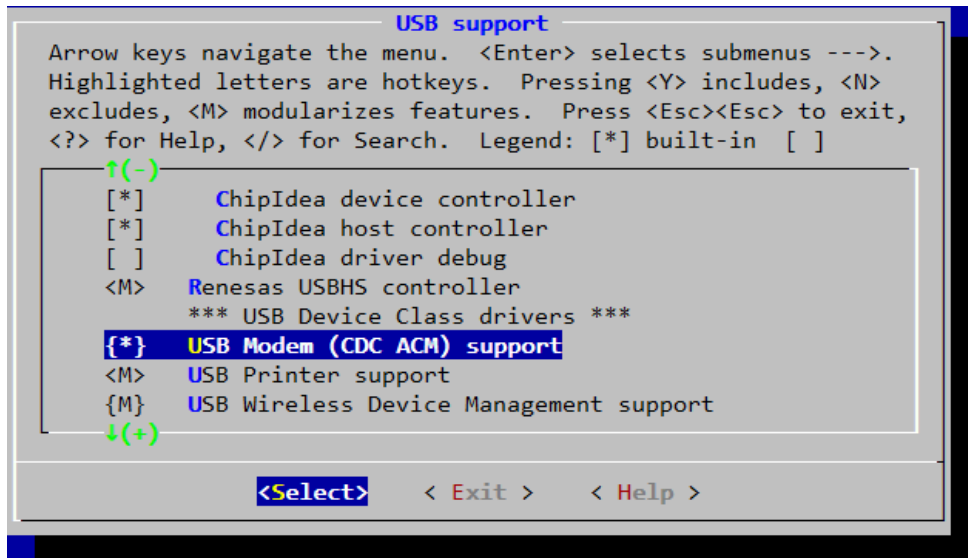 USB support
Arrow keys navigate the menu. <Enter> selects submenus --->.
Highlighted letters are hotkeys. Pressing <Y> includes, <N>
excludes, <M> modularizes features. Press <Esc><Esc> to exit,
<?> for Help, </> for Search. Legend: [*] built-in [ ]
↑(-)
[*] ChipIdea device controller
[*] ChipIdea host controller
[ ] ChipIdea driver debug
<M> Renesas USBHS controller
*** USB Device Class drivers ***
{*} USB Modem (CDC ACM) support
<M> USB Printer support
{M} USB Wireless Device Management support
↓(+)
<Select> < Exit > < Help >